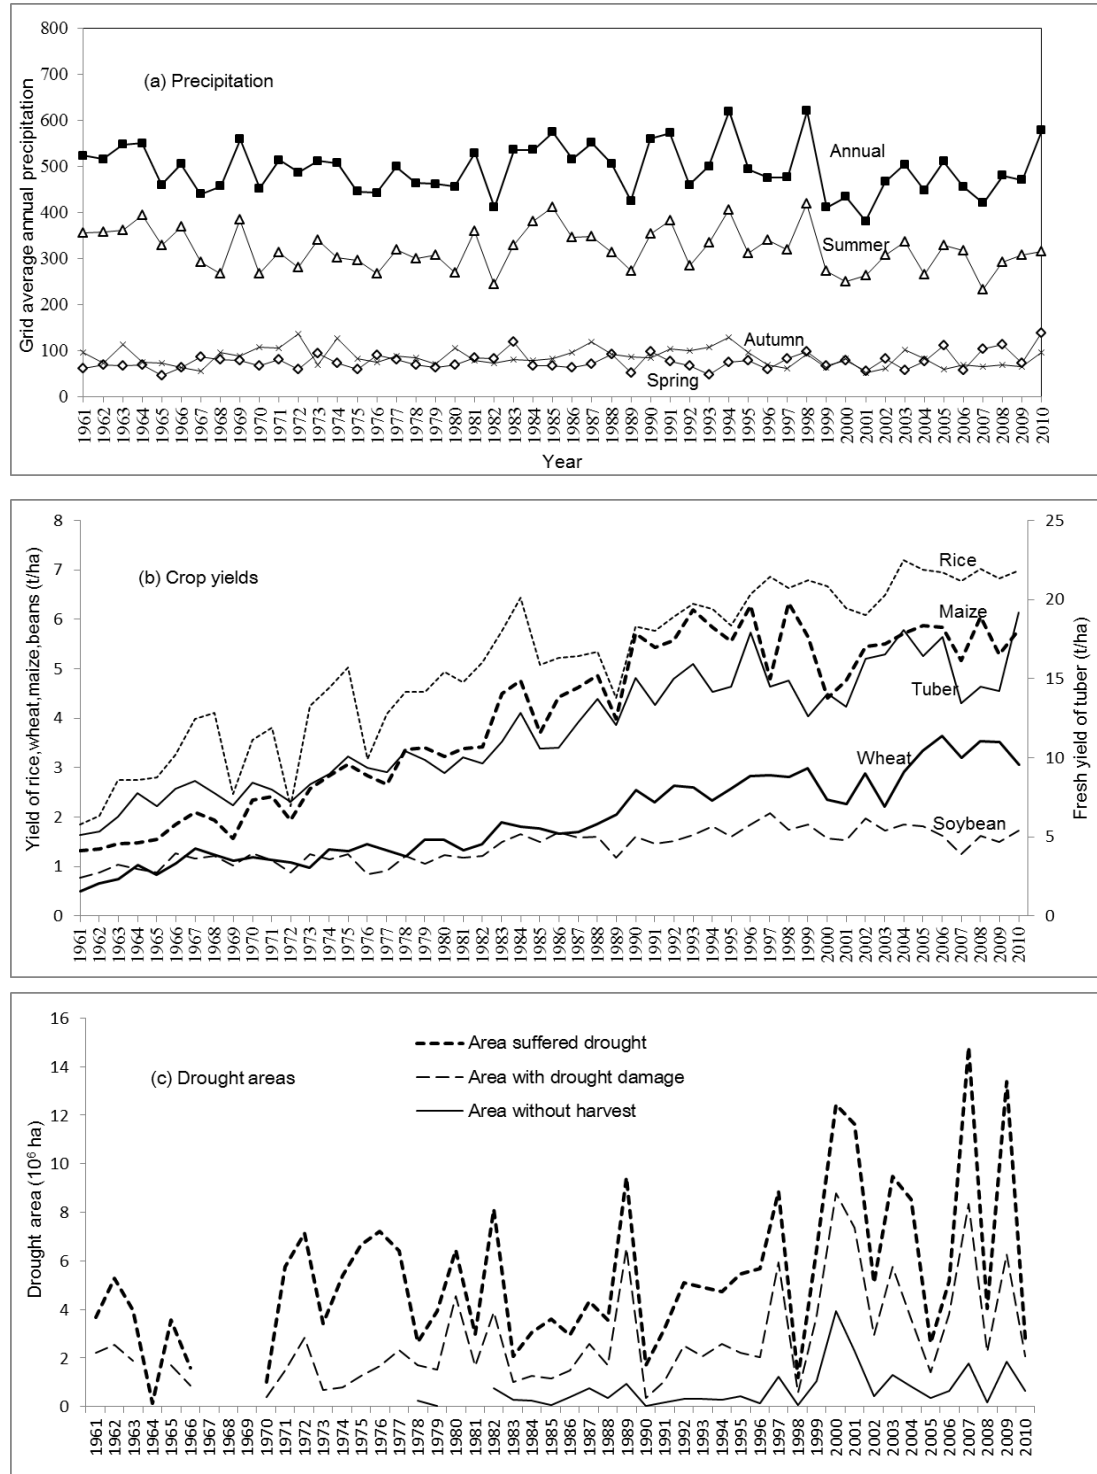 800
700
600
500
400
300
200
100
0
Grid average annual precipitation
(a) Precipitation
Annual
Summer
Autumn
Spring
1961 1962 1963 1964 1965 1966 1967 1968 1969 1970 1971 1972 1973 1974 1975 1976 1977 1978 1979 1980 1981 1982 1983 1984 1985 1986 1987 1988 1989 1990 1991 1992 1993 1994 1995 1996 1997 1998 1999 2000 2001 2002 2003 2004 2005 2006 2007 2008 2009 2010
Year
8
7
6
5
4
3
2
1
0
Yield of rice,wheat,maize,beans (t/ha)
(b) Crop yields
Rice
Maize
Tuber
Wheat
Soybean
25
20
15
10
5
0
Fresh yield of tuber (t/ha)
1961 1962 1963 1964 1965 1966 1967 1968 1969 1970 1971 1972 1973 1974 1975 1976 1977 1978 1979 1980 1981 1982 1983 1984 1985 1986 1987 1988 1989 1990 1991 1992 1993 1994 1995 1996 1997 1998 1999 2000 2001 2002 2003 2004 2005 2006 2007 2008 2009 2010
16
14
12
10
8
6
4
2
0
Drought area (10⁶ ha)
(c) Drought areas
Area suffered drought
Area with drought damage
Area without harvest
1961 1962 1963 1964 1965 1966 1967 1968 1969 1970 1971 1972 1973 1974 1975 1976 1977 1978 1979 1980 1981 1982 1983 1984 1985 1986 1987 1988 1989 1990 1991 1992 1993 1994 1995 1996 1997 1998 1999 2000 2001 2002 2003 2004 2005 2006 2007 2008 2009 2010